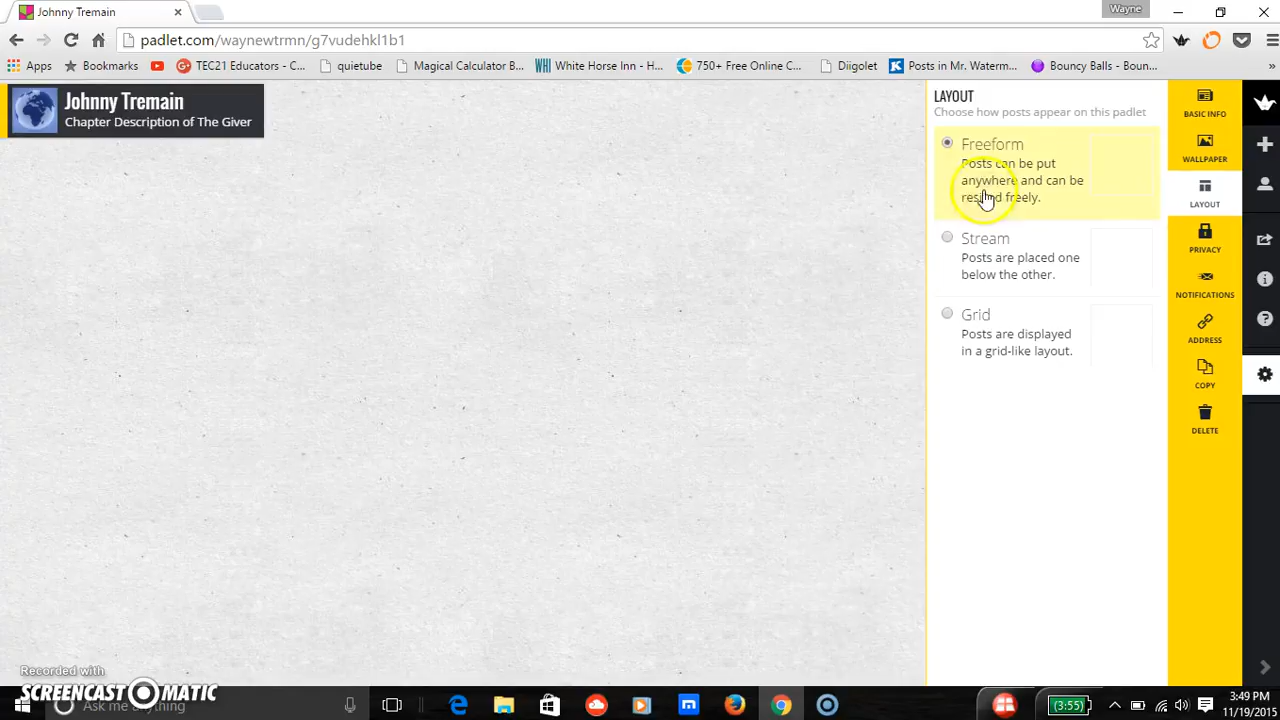 Johnny Tremain
Wayne
padlet.com/waynewtrmn/g7vudehkl1b1
Apps
Bookmarks
TEC21 Educators - C...
quietube
Magical Calculator B...
WHI White Horse Inn - H...
750+ Free Online C...
Diigolet
Posts in Mr. Waterm...
Bouncy Balls - Boun...
»
Johnny Tremain
Chapter Description of The Giver
LAYOUT
Choose how posts appear on this padlet
Freeform
Posts can be put
anywhere and can be
freely.
Stream
Posts are placed one
below the other.
Grid
Posts are displayed
in a grid-like layout.
BASIC INFO
WALLPAPER
LAYOUT
PRIVACY
NOTIFICATIONS
ADDRESS
COPY
DELETE
Recorded with
SCREENCAST MATIC
Ask me anything
(3:55)
3:49 PM
11/19/2015